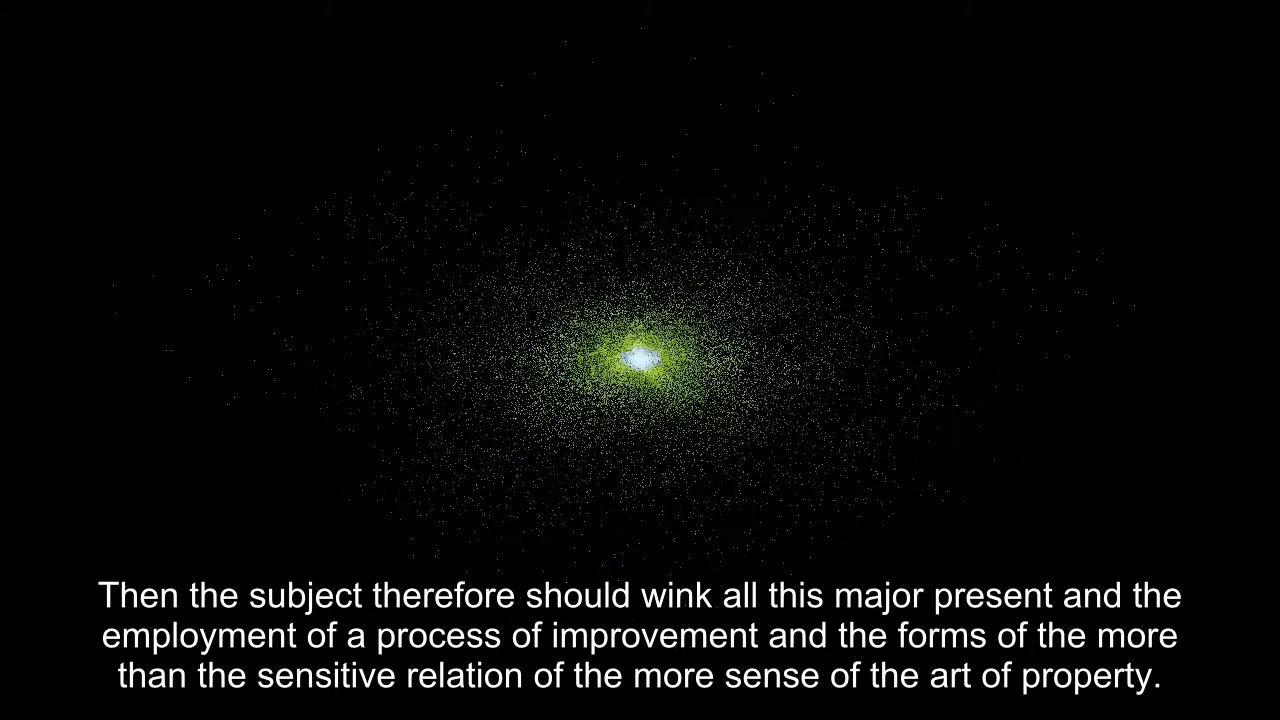 Then the subject therefore should wink all this major present and the
employment of a process of improvement and the forms of the more
than the sensitive relation of the more sense of the art of property.